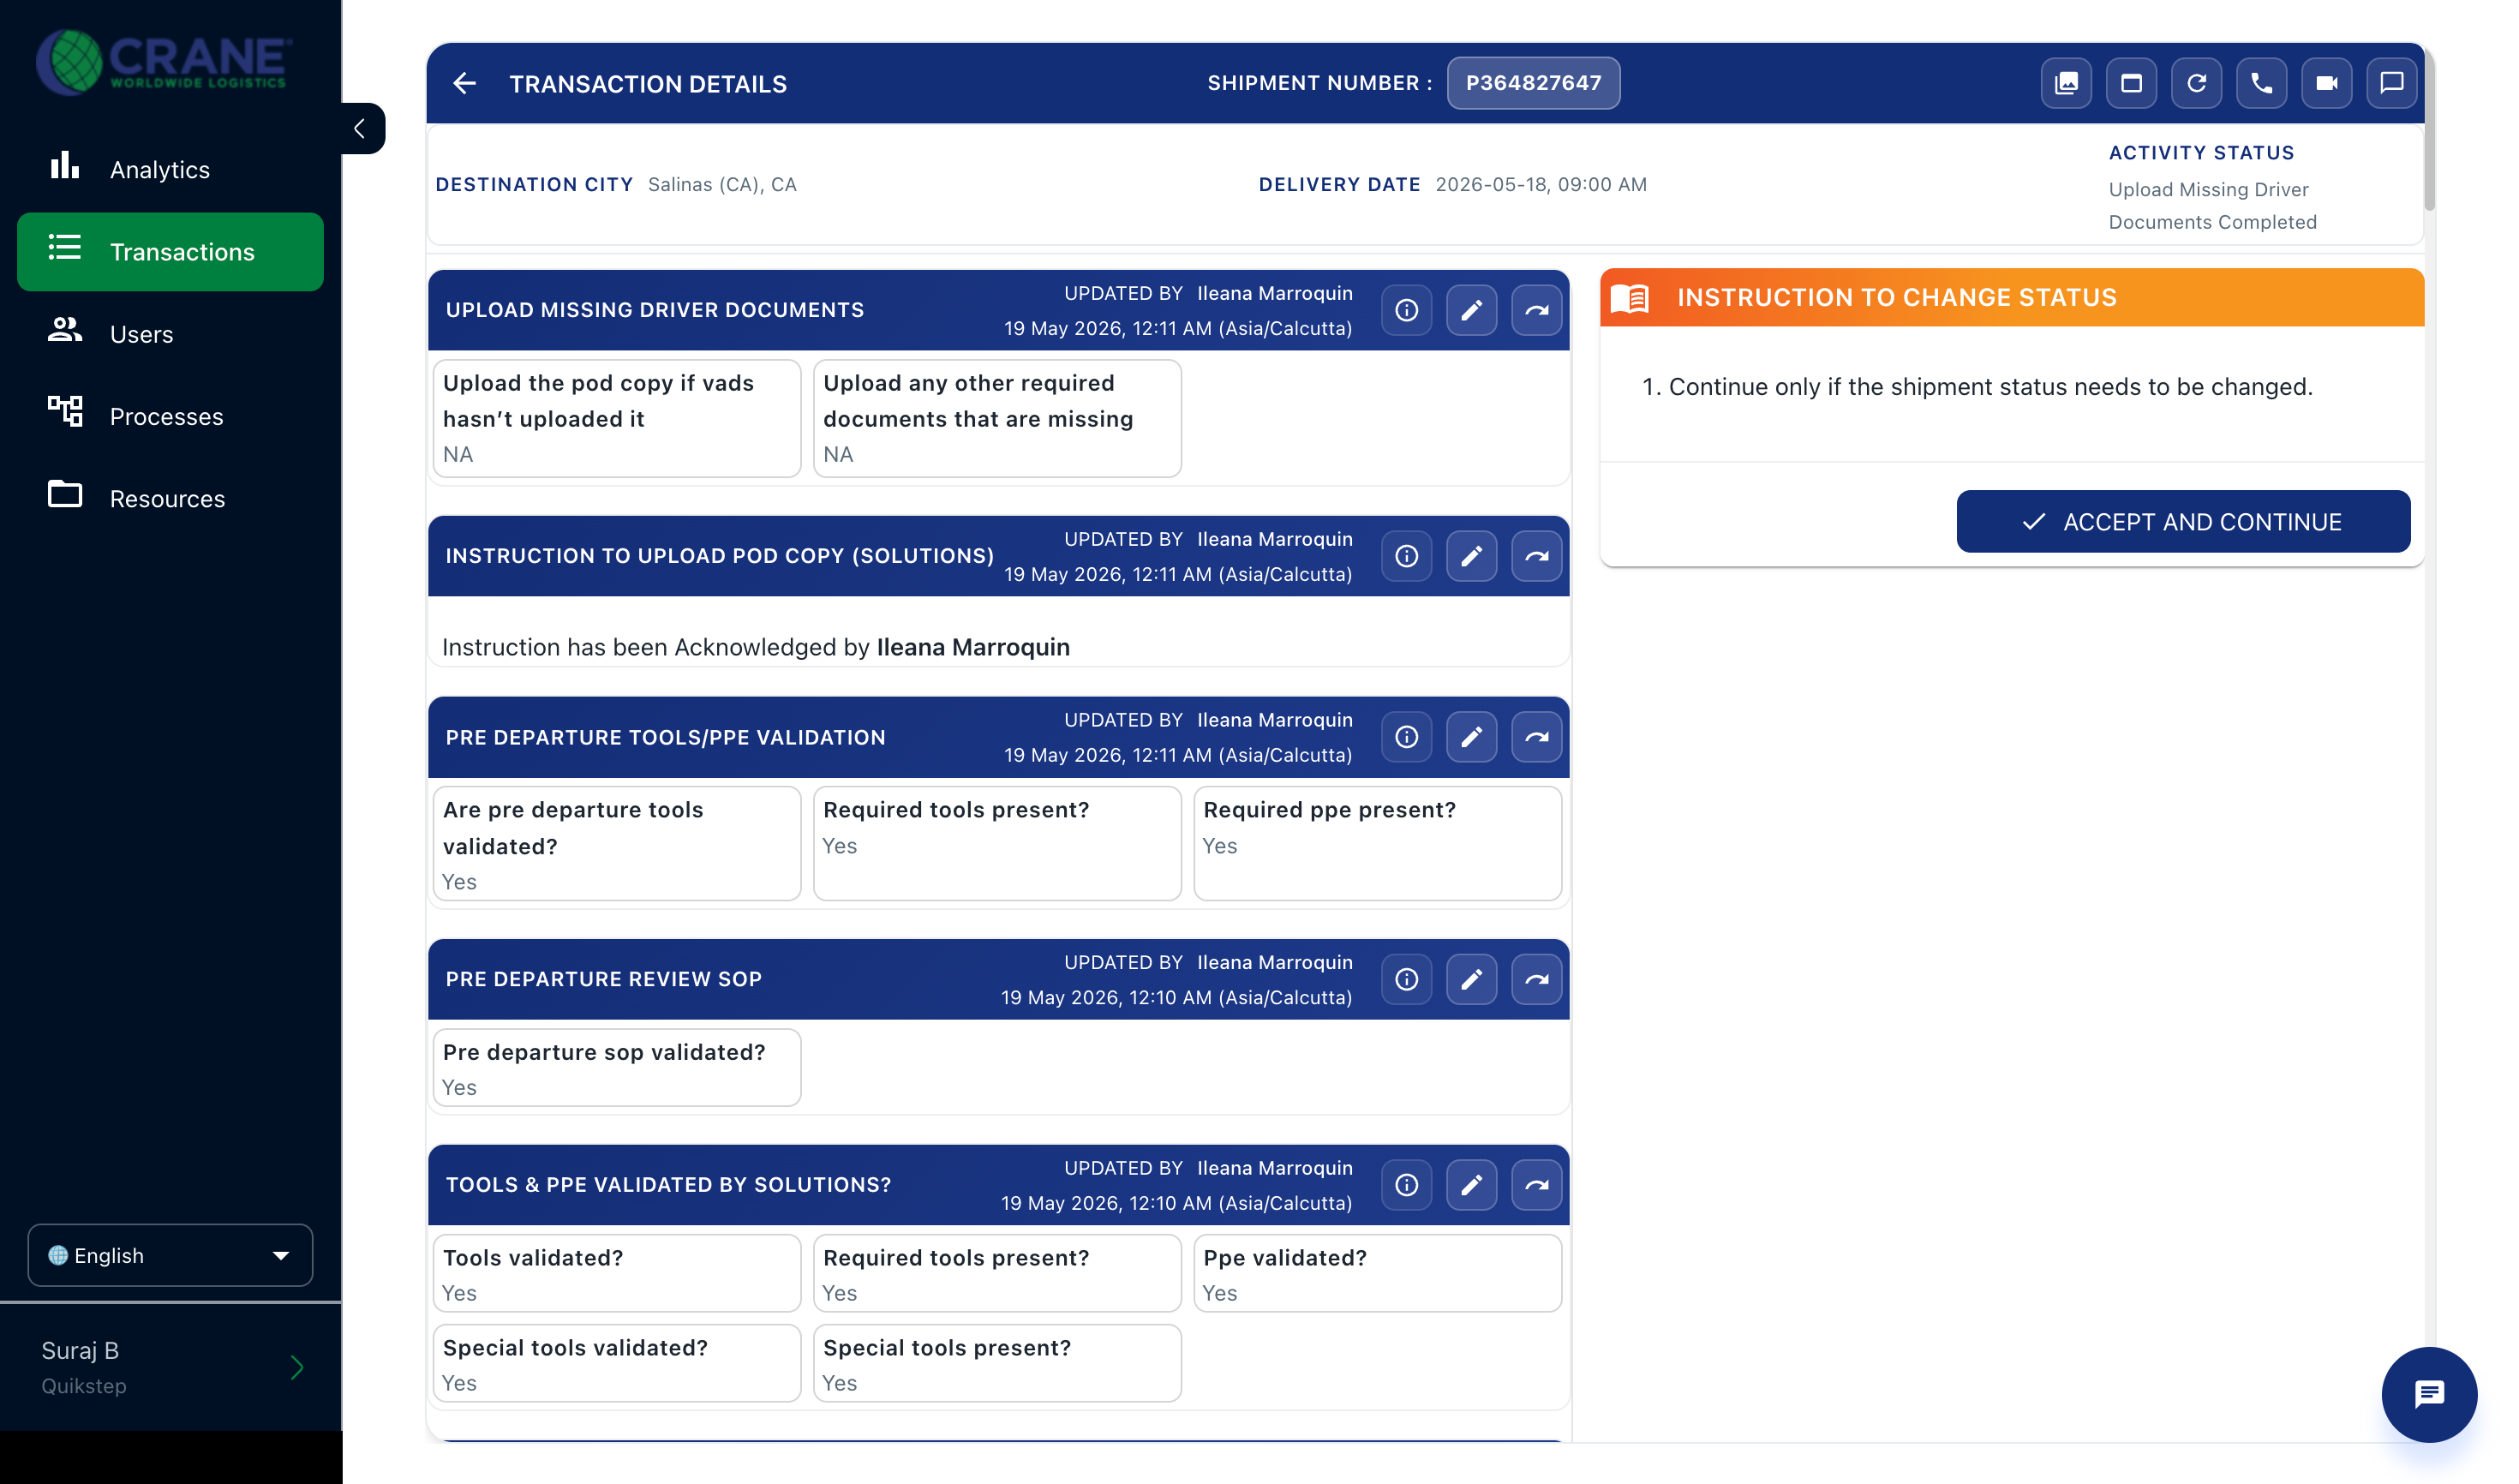 CRANE
WORLDWIDE LOGISTICS
Analytics
Transactions
Users
Processes
Resources
English
Suraj B
Quikstep
TRANSACTION DETAILS
SHIPMENT NUMBER :
P364827647
DESTINATION CITY Salinas (CA), CA
DELIVERY DATE 2026-05-18, 09:00 AM
ACTIVITY STATUS
Upload Missing Driver
Documents Completed
UPLOAD MISSING DRIVER DOCUMENTS
UPDATED BY Ileana Marroquin
19 May 2026, 12:11 AM (Asia/Calcutta)
Upload the pod copy if vads
hasn’t uploaded it
NA
Upload any other required
documents that are missing
NA
INSTRUCTION TO UPLOAD POD COPY (SOLUTIONS)
UPDATED BY Ileana Marroquin
19 May 2026, 12:11 AM (Asia/Calcutta)
Instruction has been Acknowledged by Ileana Marroquin
PRE DEPARTURE TOOLS/PPE VALIDATION
UPDATED BY Ileana Marroquin
19 May 2026, 12:11 AM (Asia/Calcutta)
Are pre departure tools
validated?
Yes
Required tools present?
Yes
Required ppe present?
Yes
PRE DEPARTURE REVIEW SOP
UPDATED BY Ileana Marroquin
19 May 2026, 12:10 AM (Asia/Calcutta)
Pre departure sop validated?
Yes
TOOLS & PPE VALIDATED BY SOLUTIONS?
UPDATED BY Ileana Marroquin
19 May 2026, 12:10 AM (Asia/Calcutta)
Tools validated?
Yes
Required tools present?
Yes
Ppe validated?
Yes
Special tools validated?
Yes
Special tools present?
Yes
INSTRUCTION TO CHANGE STATUS
1. Continue only if the shipment status needs to be changed.
ACCEPT AND CONTINUE